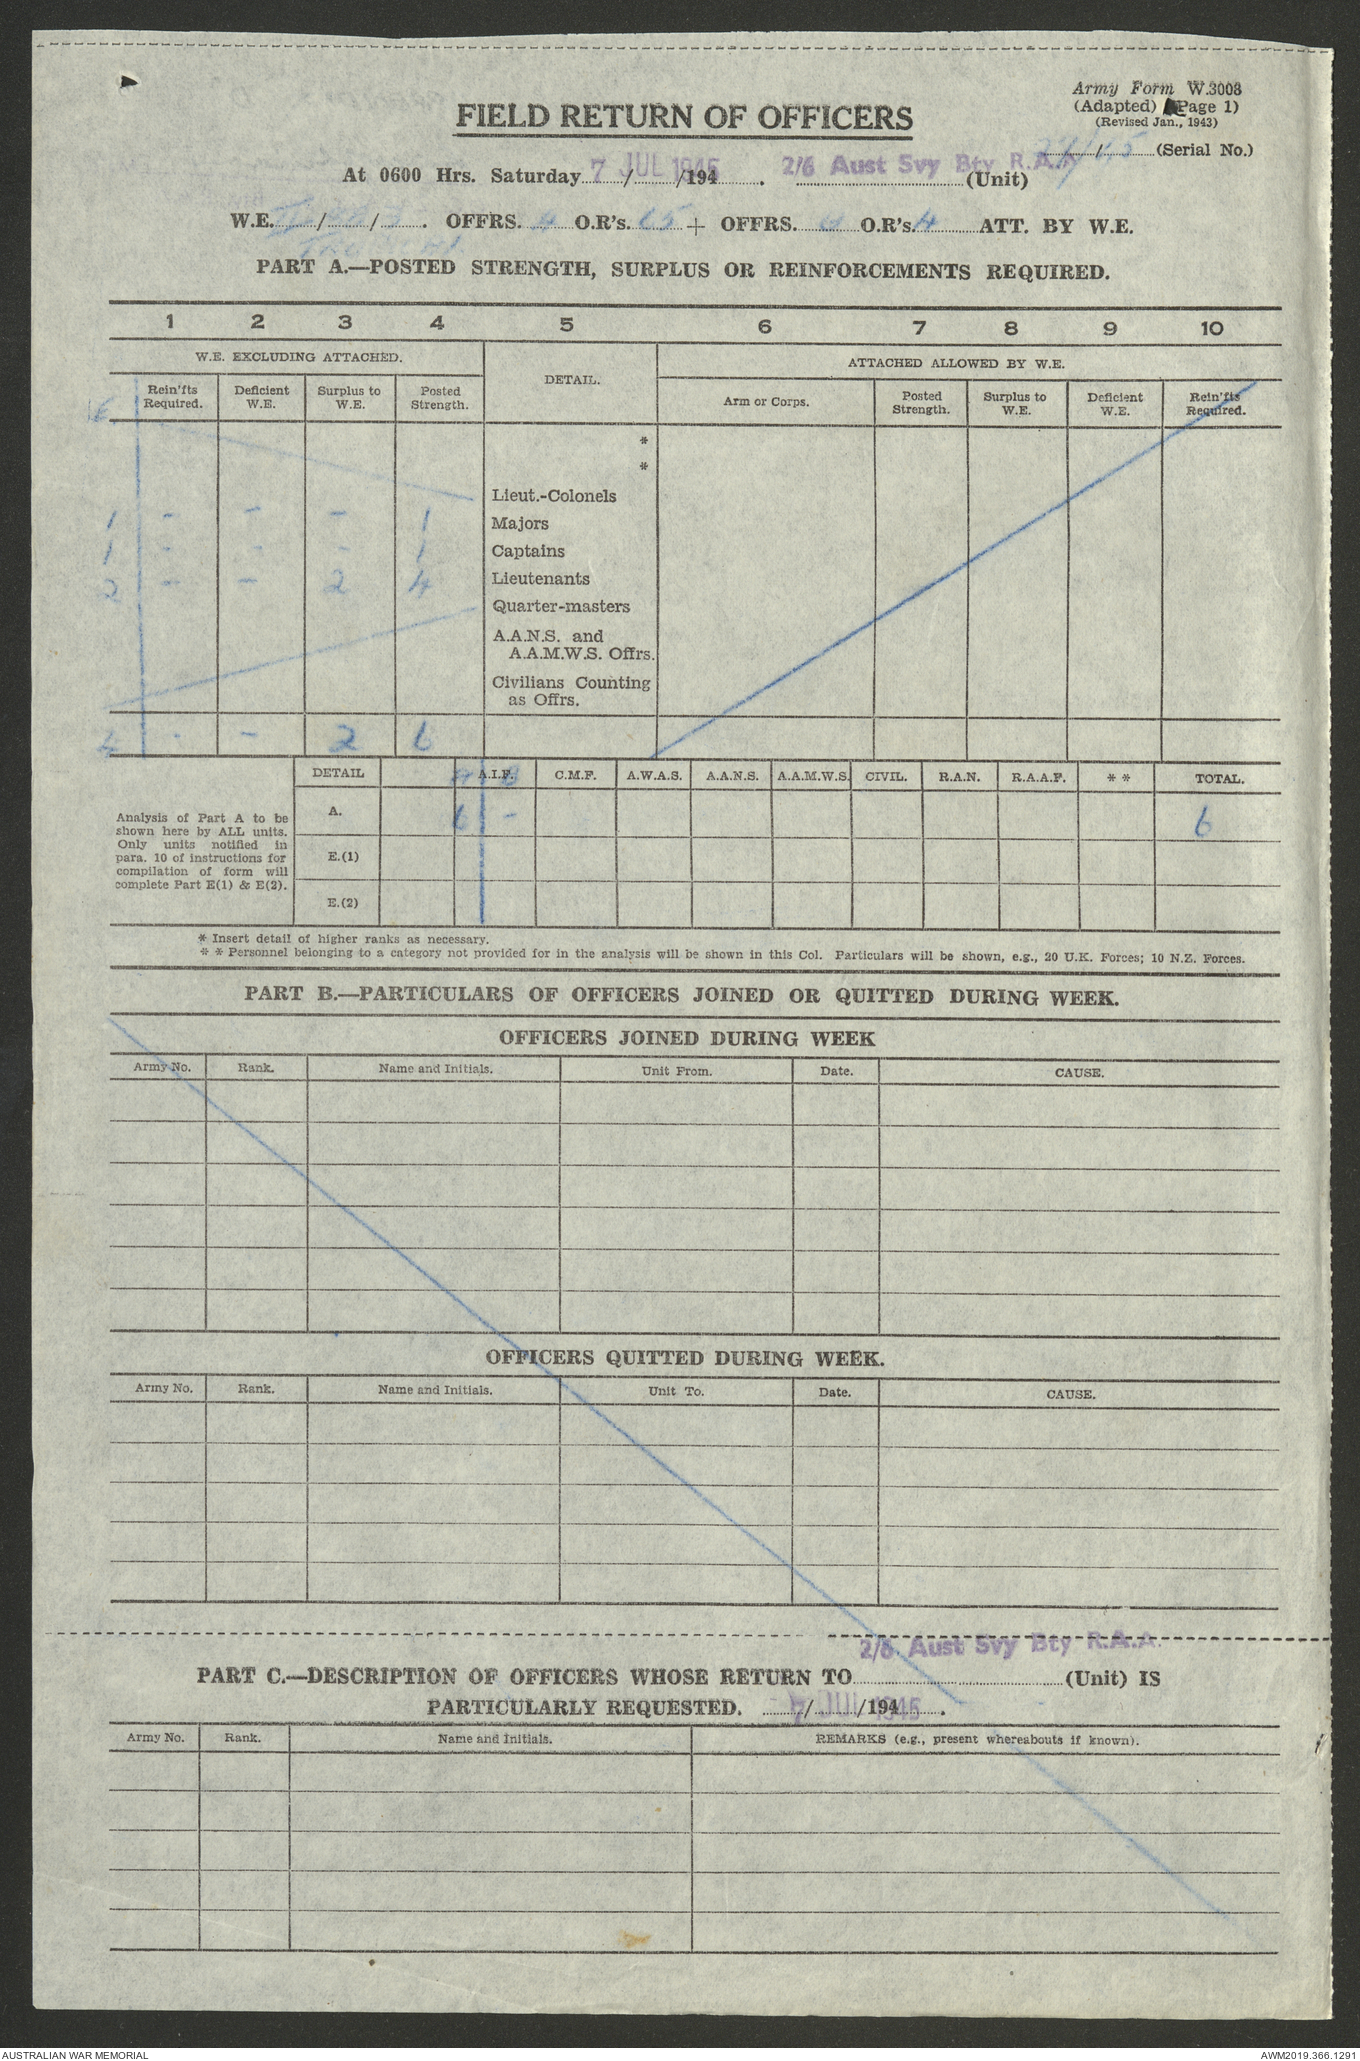 Army Form W.3008
(Adapted) (Page 1)
(Revised Jan., 1943)
FIELD RETURN OF OFFICERS
....../...... (Serial No.)
At 0600 Hrs. Saturday 7 JUL 1945 /194 . 2/6 Aust Svy Bty R.A.A. (Unit)
W.E. / / 3 . OFFRS. 4 O.R's. 65 + OFFRS. O.R's. 4 ATT. BY W.E.
PART A.—POSTED STRENGTH, SURPLUS OR REINFORCEMENTS REQUIRED.
1 2 3 4 5 6 7 8 9 10
W.E. EXCLUDING ATTACHED. DETAIL. ATTACHED ALLOWED BY W.E.
Rein'fts Required. Deficient W.E. Surplus to W.E. Posted Strength. Arm or Corps. Posted Strength. Surplus to W.E. Deficient W.E. Rein'fts Required.
*
*
Lieut.-Colonels
1 - - - 1 Majors
1 - - - 1 Captains
2 - - 2 4 Lieutenants
Quarter-masters
A.A.N.S. and
A.A.M.W.S. Offrs.
Civilians Counting
as Offrs.
4 - - 2 6
DETAIL A.I.F. C.M.F. A.W.A.S. A.A.N.S. A.A.M.W.S. CIVIL. R.A.N. R.A.A.F. * * TOTAL.
A. 6 - 6
E.(1)
E.(2)
Analysis of Part A to be
shown here by ALL units.
Only units notified in
para. 10 of instructions for
compilation of form will
complete Part E(1) & E(2).
* Insert detail of higher ranks as necessary.
* * Personnel belonging to a category not provided for in the analysis will be shown in this Col. Particulars will be shown, e.g., 20 U.K. Forces; 10 N.Z. Forces.
PART B.—PARTICULARS OF OFFICERS JOINED OR QUITTED DURING WEEK.
OFFICERS JOINED DURING WEEK
Army No. Rank. Name and Initials. Unit From. Date. CAUSE.
OFFICERS QUITTED DURING WEEK.
Army No. Rank. Name and Initials. Unit To. Date. CAUSE.
2/6 Aust Svy Bty R.A.A.
PART C.—DESCRIPTION OF OFFICERS WHOSE RETURN TO (Unit) IS
PARTICULARLY REQUESTED. 7 JUL 1945 /194 .
Army No. Rank. Name and Initials. REMARKS (e.g., present whereabouts if known).
AUSTRALIAN WAR MEMORIAL AWM2019.366.1291